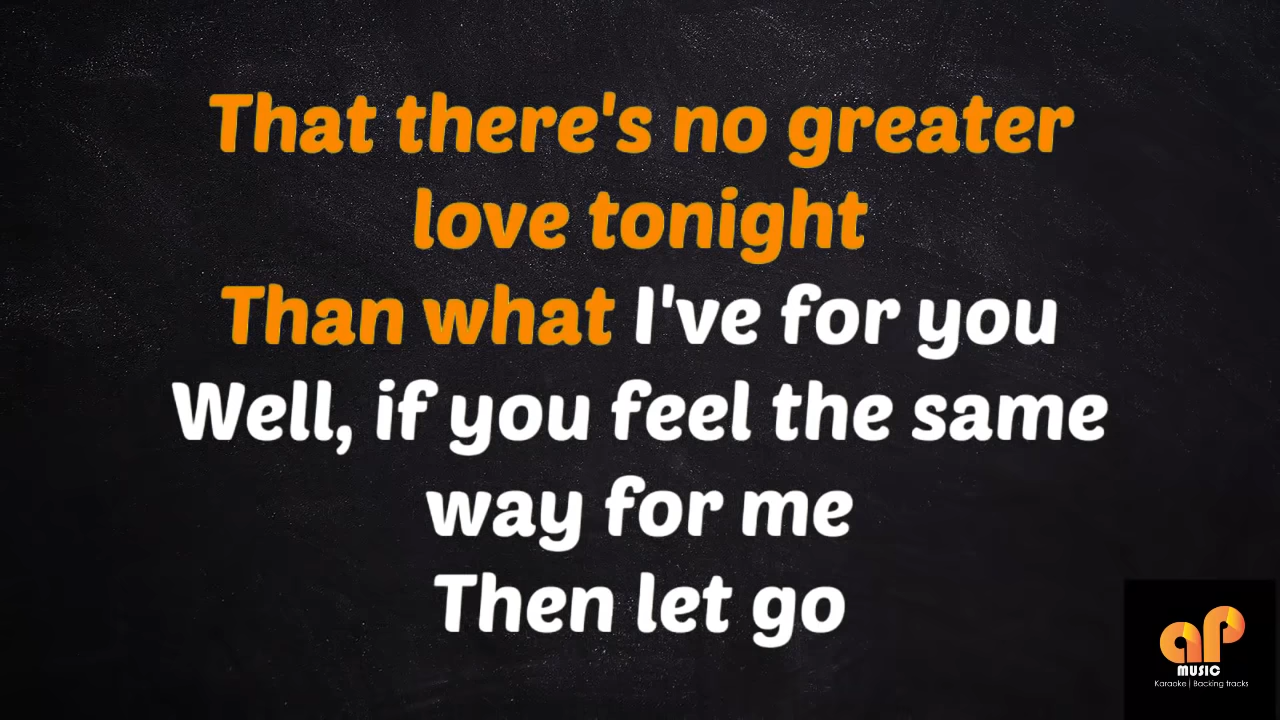 That there's no greater
love tonight
Than what I've for you
Well, if you feel the same
way for me
Then let go
ap
MUSIC
Karaoke | Backing tracks